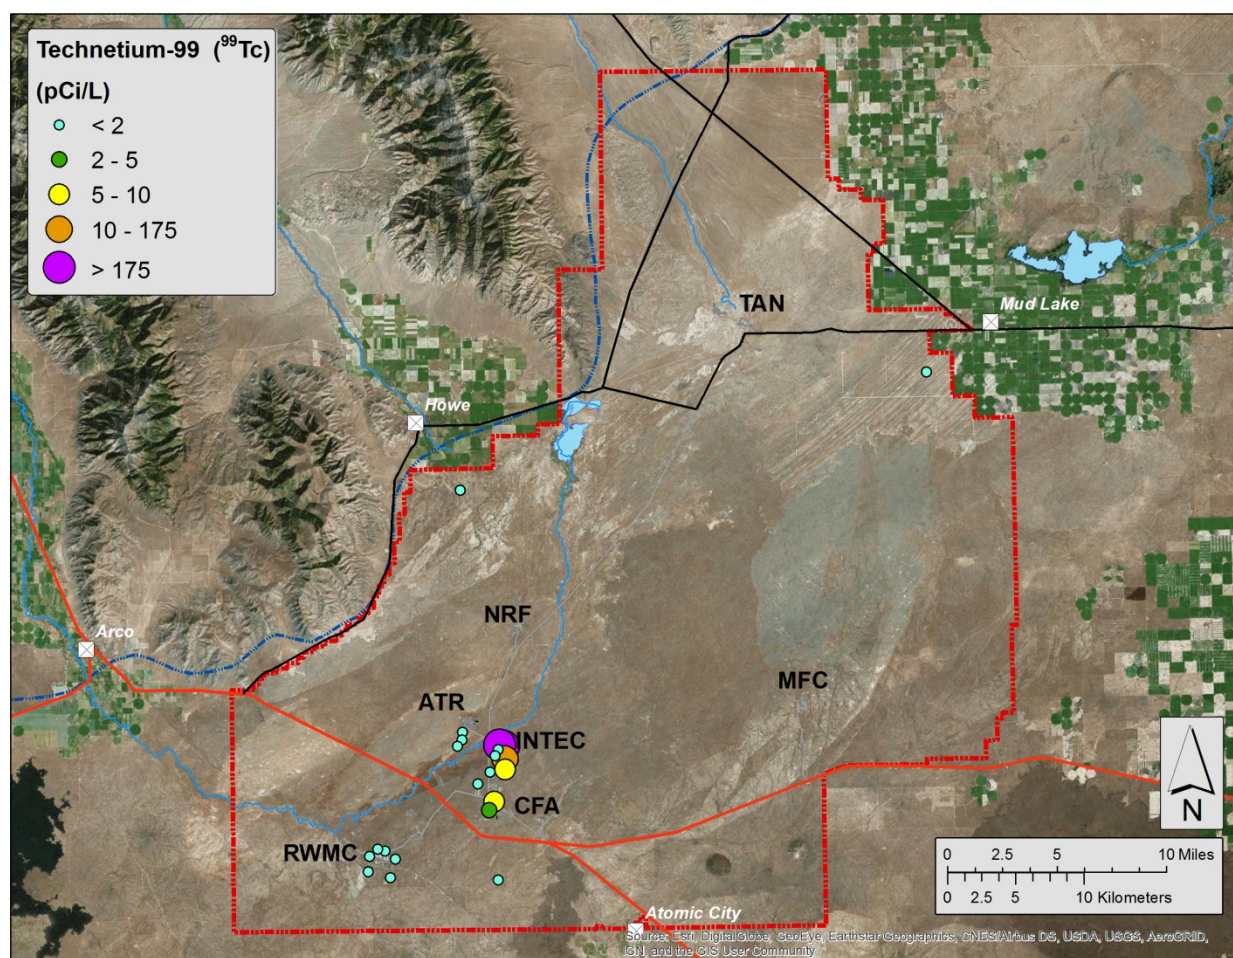 Technetium-99 (⁹⁹Tc)
(pCi/L)
< 2
2 - 5
5 - 10
10 - 175
> 175
TAN
Mud Lake
Howe
NRF
Arco
MFC
ATR
INTEC
CFA
RWMC
Atomic City
N
0 2.5 5 10 Miles
0 2.5 5 10 Kilometers
Source: Esri, DigitalGlobe, GeoEye, Earthstar Geographics, CNES/Airbus DS, USDA, USGS, AeroGRID,
IGN, and the GIS User Community